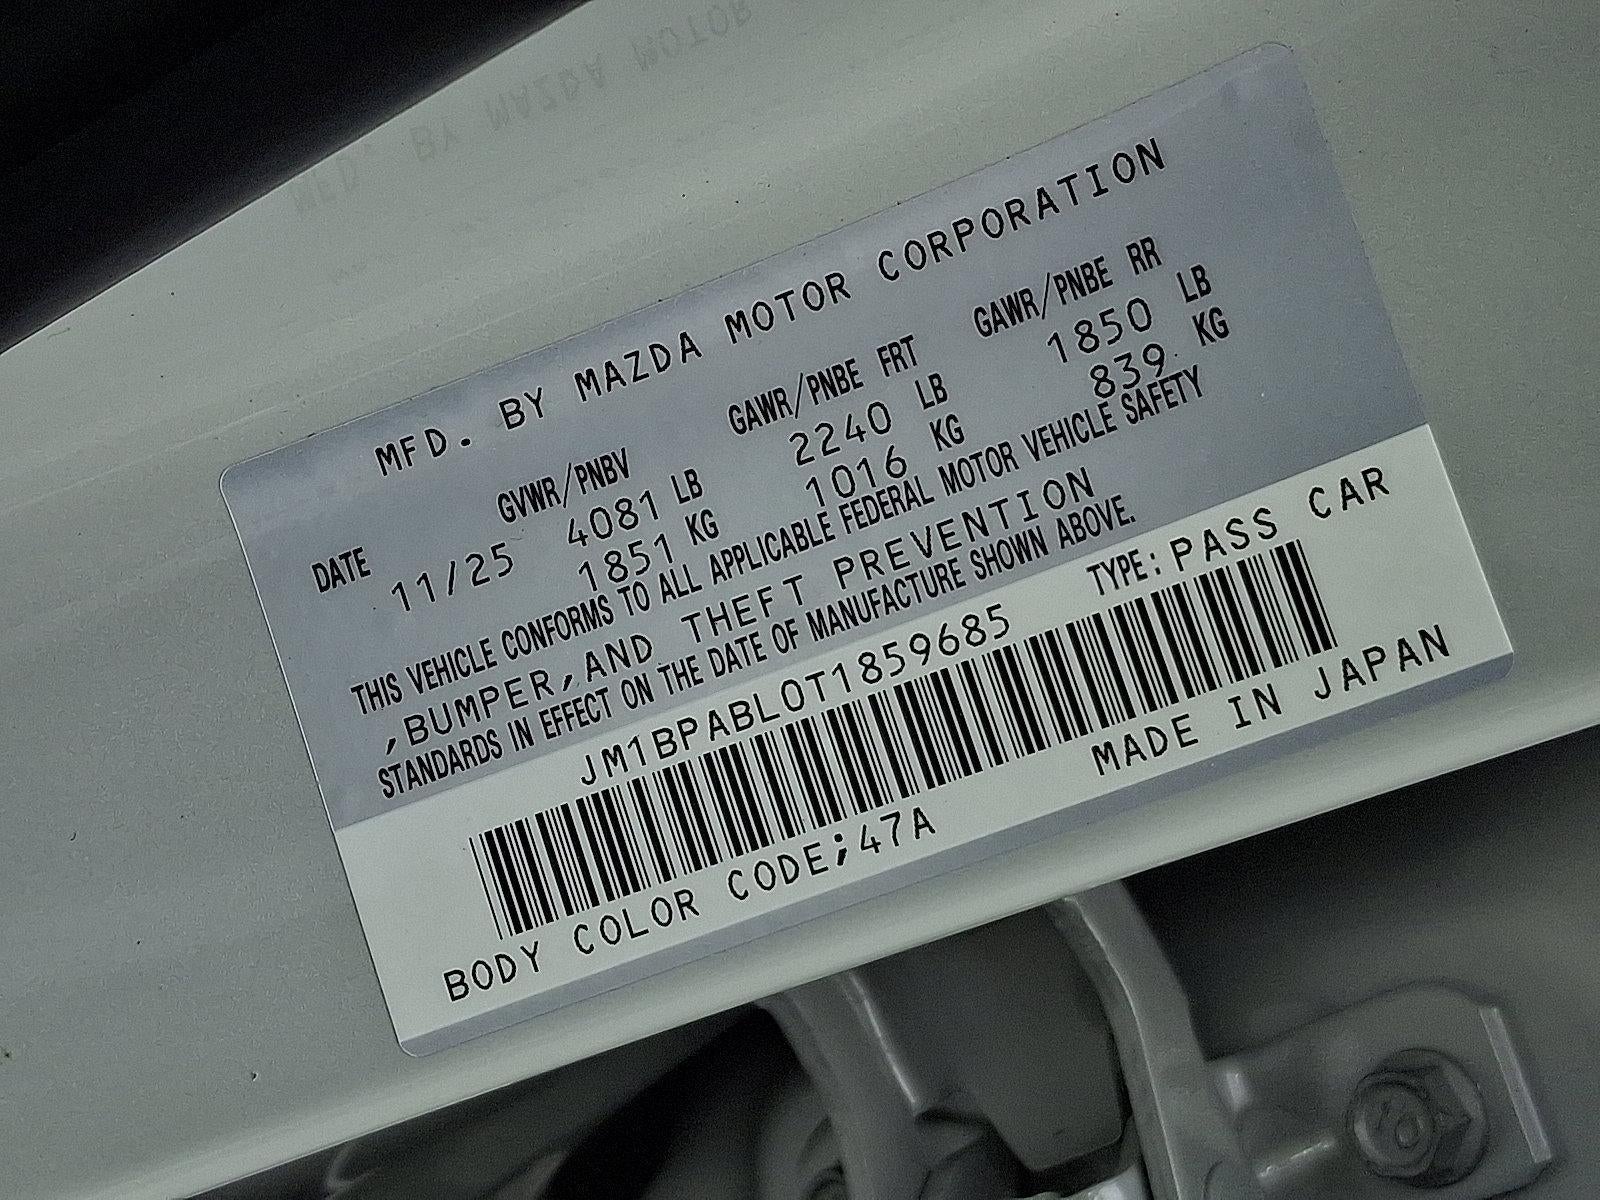 MFD. BY MAZDA MOTOR CORPORATION
DATE GVWR/PNBV GAWR/PNBE FRT GAWR/PNBE RR
11/25 4081 LB 2240 LB 1850 LB
1851 KG 1016 KG 839 KG
THIS VEHICLE CONFORMS TO ALL APPLICABLE FEDERAL MOTOR VEHICLE SAFETY
,BUMPER,AND THEFT PREVENTION
STANDARDS IN EFFECT ON THE DATE OF MANUFACTURE SHOWN ABOVE.
JM1BPABL0T1859685 TYPE: PASS CAR
BODY COLOR CODE;47A MADE IN JAPAN